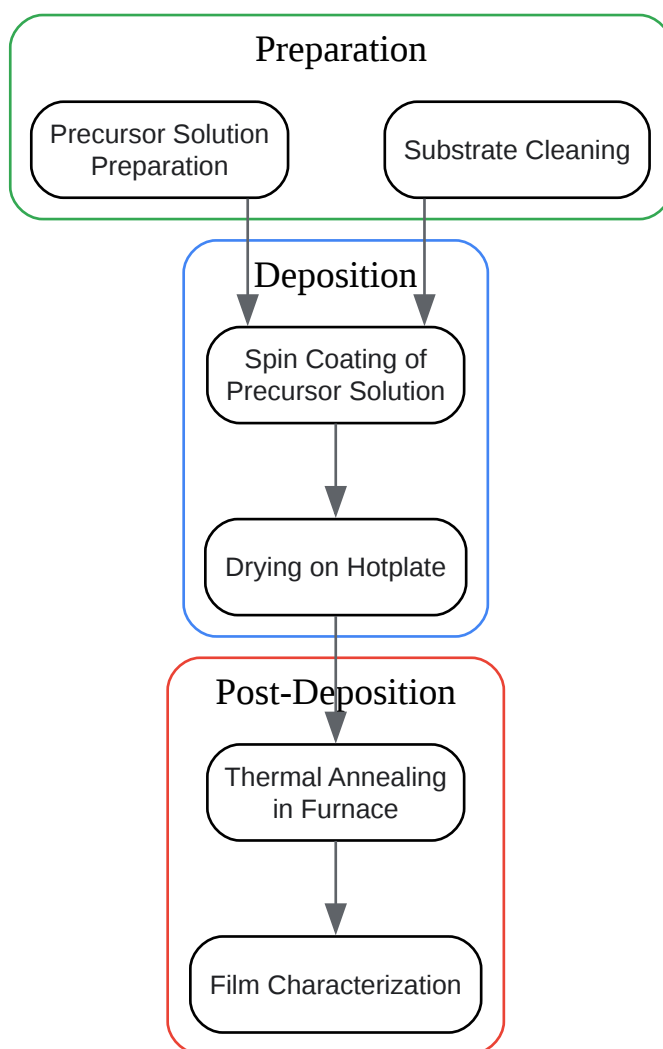 Preparation
Precursor Solution
Preparation
Substrate Cleaning
Deposition
Spin Coating of
Precursor Solution
Drying on Hotplate
Post-Deposition
Thermal Annealing
in Furnace
Film Characterization